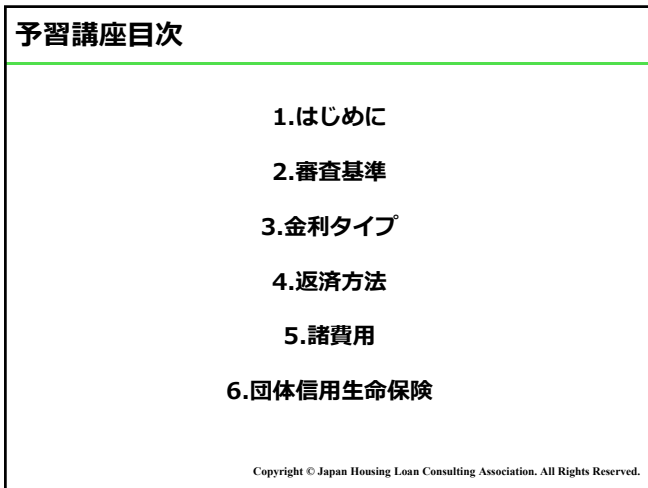 予習講座目次
1.はじめに
2.審査基準
3.金利タイプ
4.返済方法
5.諸費用
6.団体信用生命保険
Copyright © Japan Housing Loan Consulting Association. All Rights Reserved.